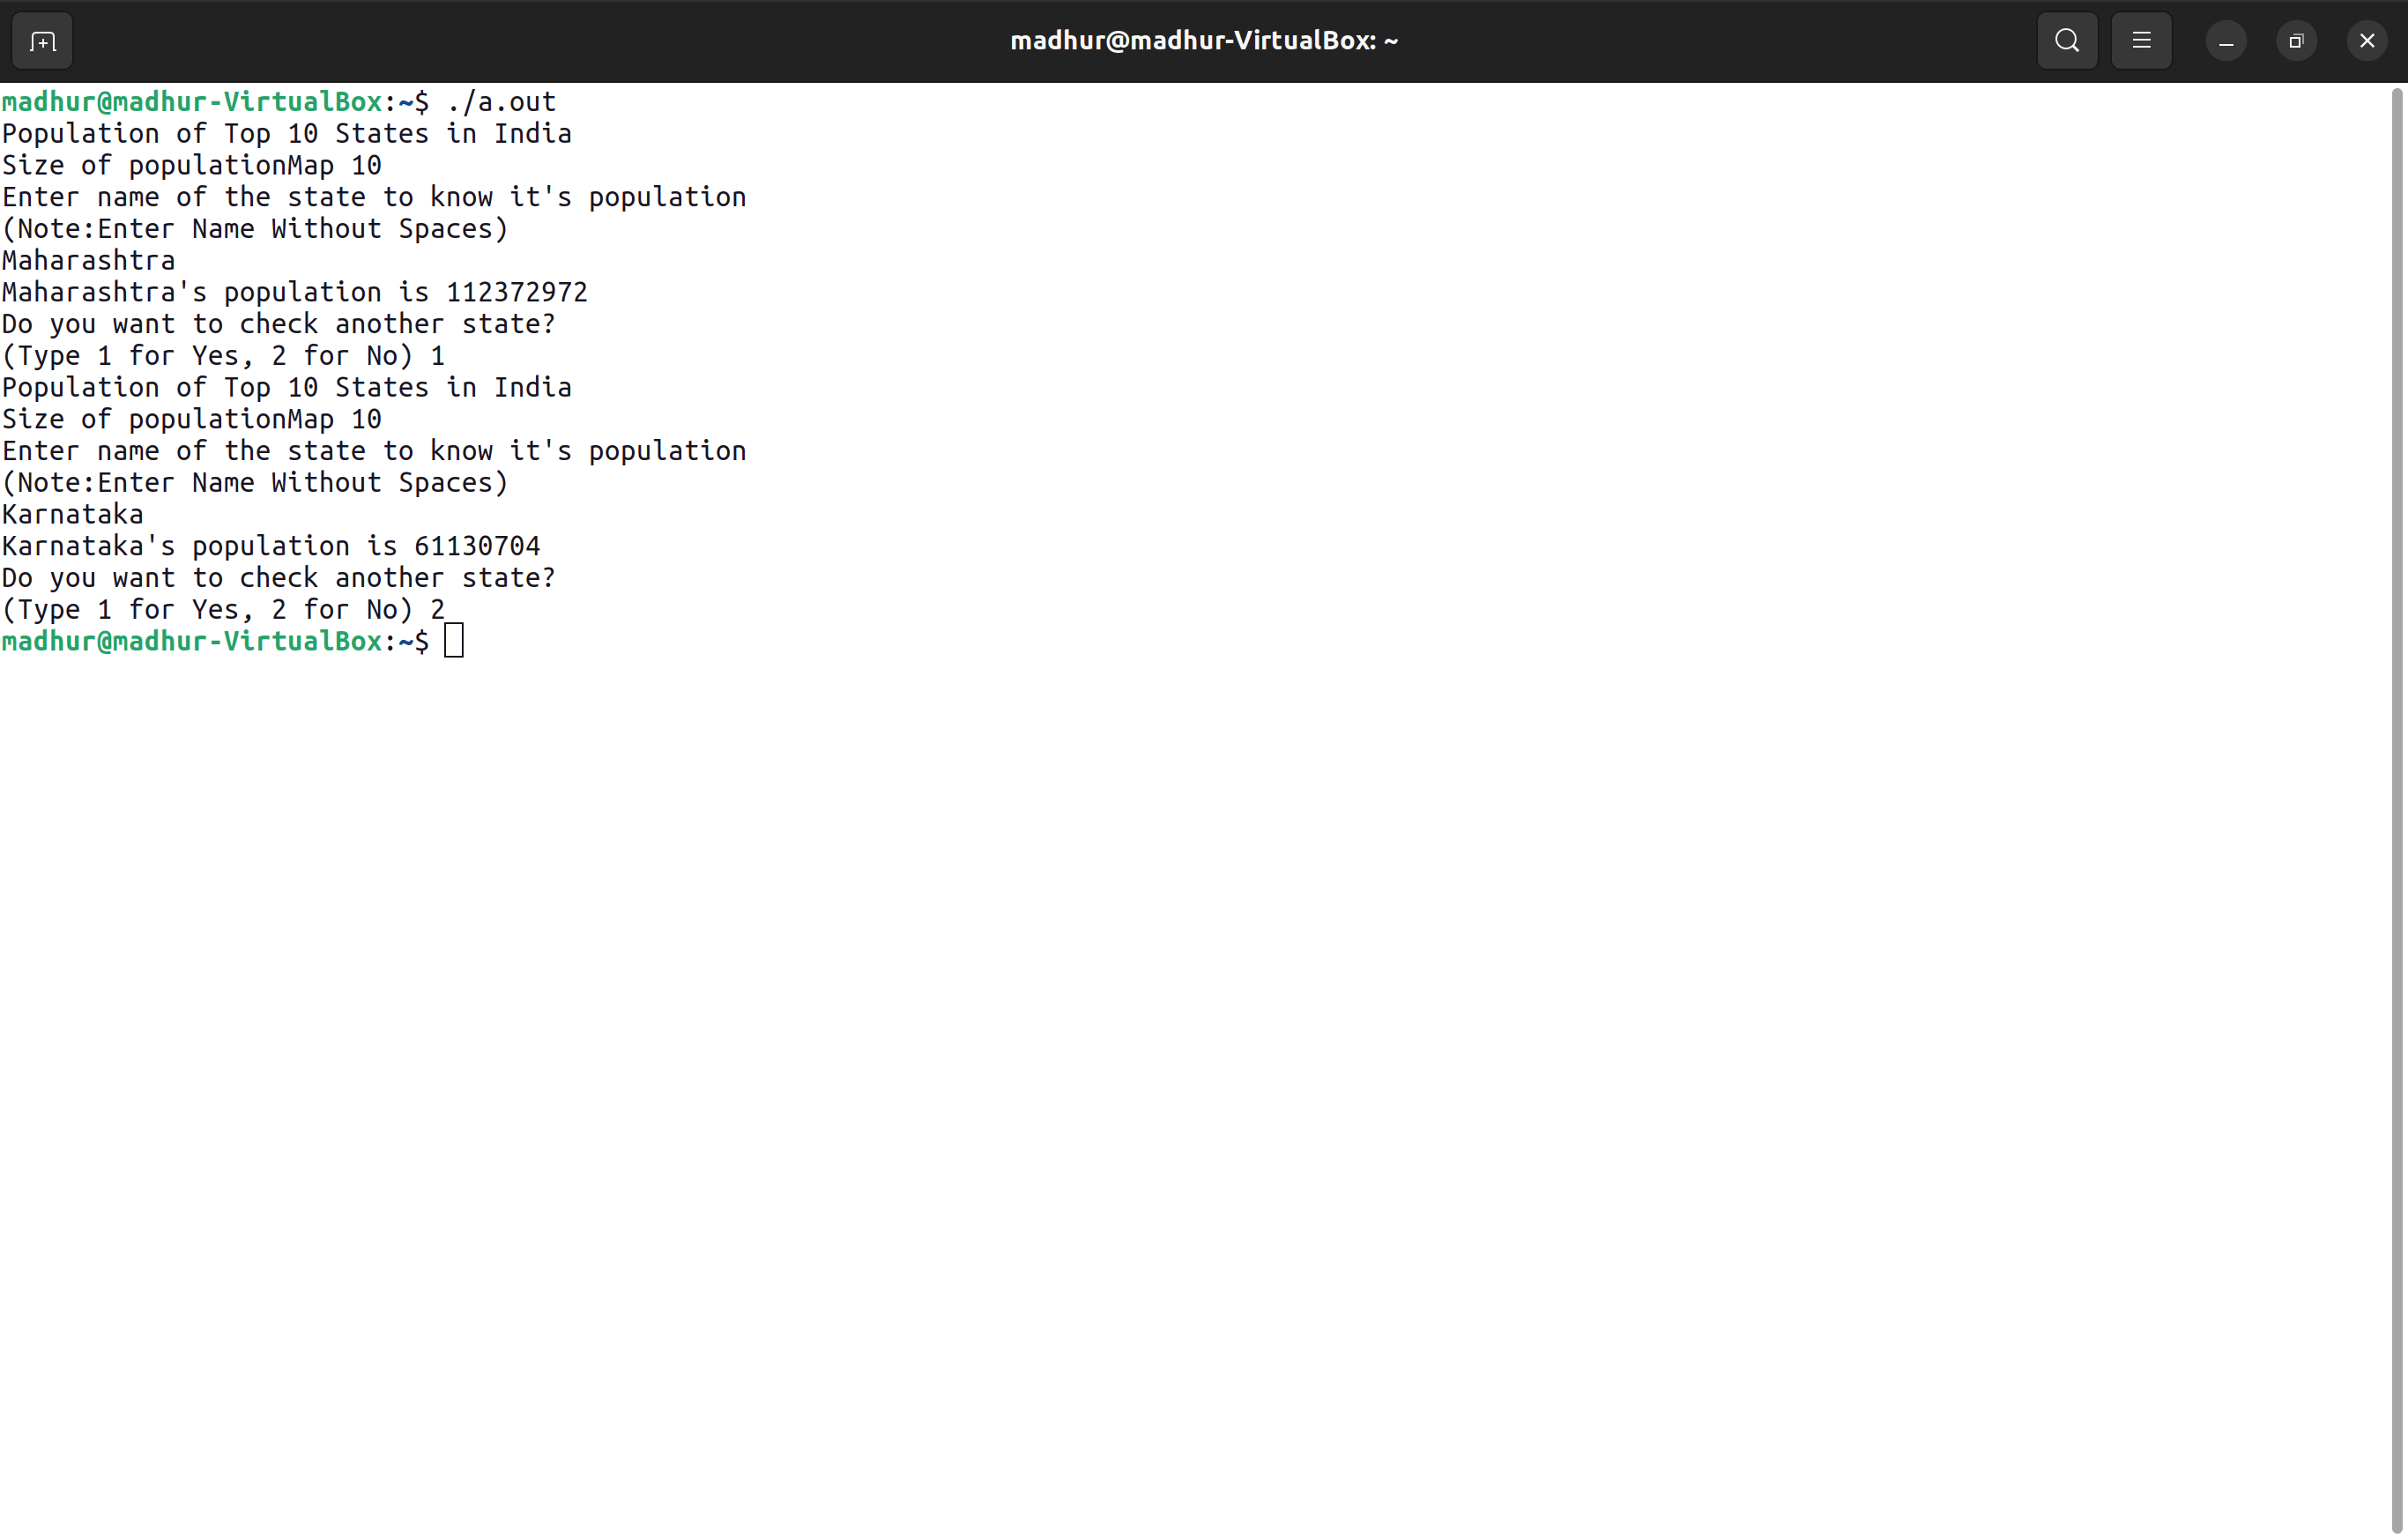 madhur@madhur-VirtualBox: ~
madhur@madhur-VirtualBox:~$ ./a.out
Population of Top 10 States in India
Size of populationMap 10
Enter name of the state to know it's population
(Note:Enter Name Without Spaces)
Maharashtra
Maharashtra's population is 112372972
Do you want to check another state?
(Type 1 for Yes, 2 for No) 1
Population of Top 10 States in India
Size of populationMap 10
Enter name of the state to know it's population
(Note:Enter Name Without Spaces)
Karnataka
Karnataka's population is 61130704
Do you want to check another state?
(Type 1 for Yes, 2 for No) 2
madhur@madhur-VirtualBox:~$